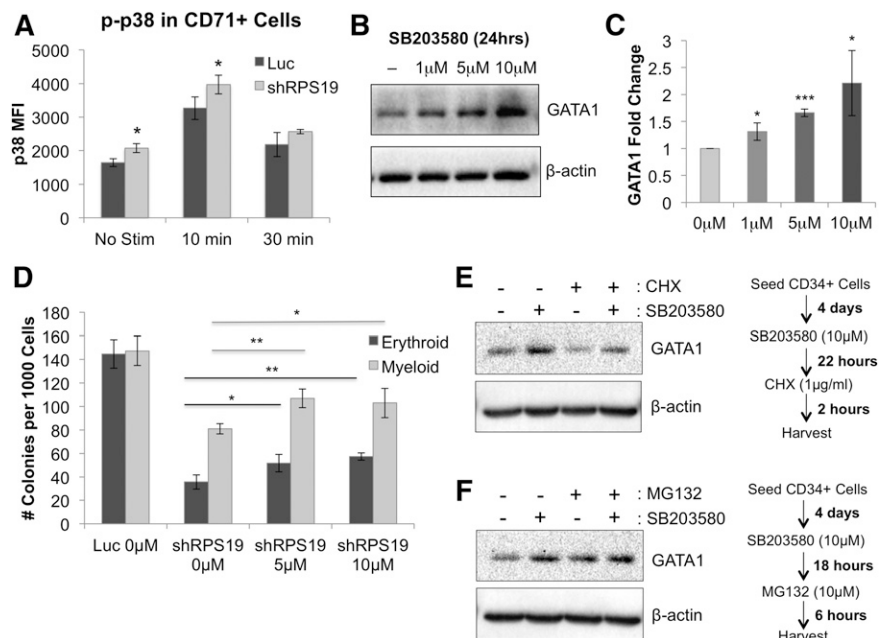 A
p-p38 in CD71+ Cells
p38 MFI
5000
4000
3000
2000
1000
0
Luc
shRPS19
*
*
No Stim
10 min
30 min
B
SB203580 (24hrs)
– 1µM 5µM 10µM
GATA1
β-actin
C
GATA1 Fold Change
3
2.5
2
1.5
1
0.5
0
*
***
*
0µM
1µM
5µM
10µM
D
# Colonies per 1000 Cells
180
160
140
120
100
80
60
40
20
0
Erythroid
Myeloid
*
**
**
*
Luc 0µM
shRPS19 0µM
shRPS19 5µM
shRPS19 10µM
E
- - + + : CHX
- + - + : SB203580
GATA1
β-actin
Seed CD34+ Cells
4 days
SB203580 (10µM)
22 hours
CHX (1µg/ml)
2 hours
Harvest
F
- - + + : MG132
- + - + : SB203580
GATA1
β-actin
Seed CD34+ Cells
4 days
SB203580 (10µM)
18 hours
MG132 (10µM)
6 hours
Harvest